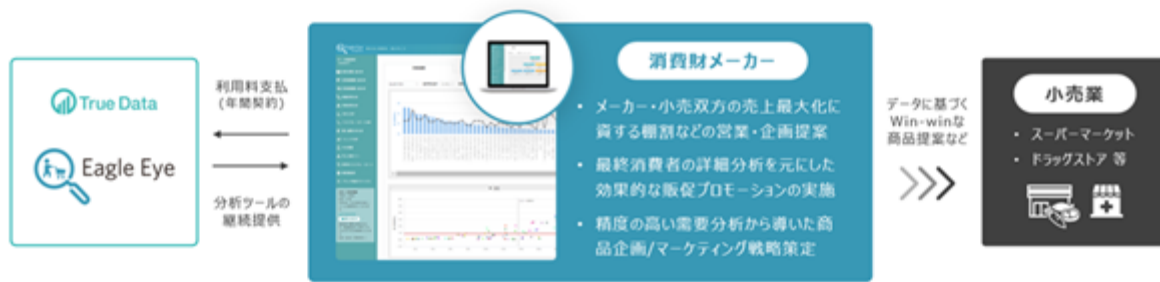 True Data
Eagle Eye
利用料支払
(年間契約)
分析ツールの
継続提供
消費財メーカー
・ メーカー・小売双方の売上最大化に
資する棚割などの営業・企画提案
・ 最終消費者の詳細分析を元にした
効果的な販促プロモーションの実施
・ 精度の高い需要分析から導いた商
品企画/マーケティング戦略策定
データに基づく
Win-winな
商品提案など
小売業
・ スーパーマーケット
・ ドラッグストア 等